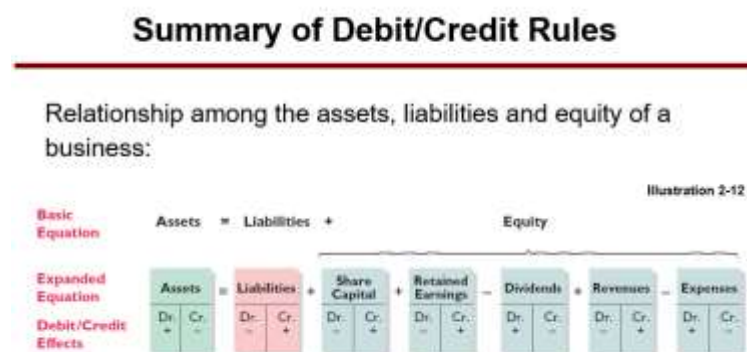 Summary of Debit/Credit Rules
Relationship among the assets, liabilities and equity of a
business:
Illustration 2-12
Basic
Equation
Assets = Liabilities + Equity
Expanded
Equation
Assets = Liabilities + Share Capital + Retained Earnings – Dividends + Revenues – Expenses
Debit/Credit
Effects
Dr. Cr. Dr. Cr. Dr. Cr. Dr. Cr. Dr. Cr. Dr. Cr. Dr. Cr.
+ – – + – + – + + – – + + –